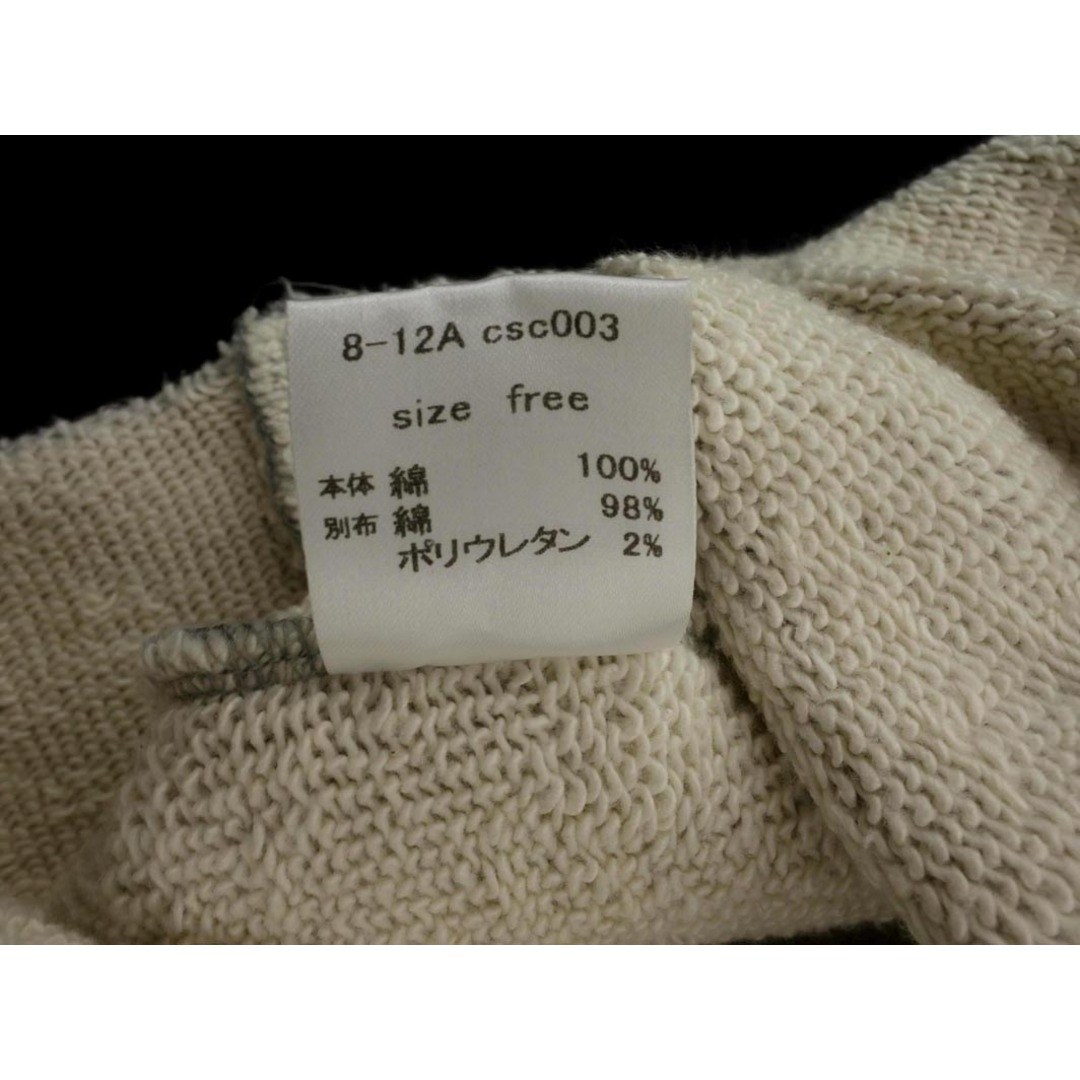 8-12A csc003
size free
本体 綿 100%
別布 綿 98%
ポリウレタン 2%